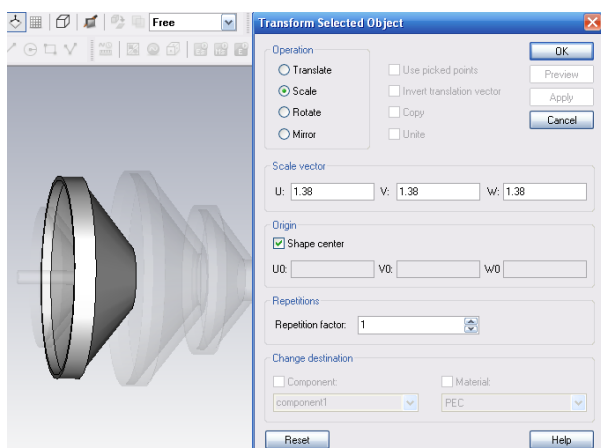 Free
Transform Selected Object
Operation
Translate
Scale
Rotate
Mirror
Use picked points
Invert translation vector
Copy
Unite
OK
Preview
Apply
Cancel
Scale vector
U: 1.38 V: 1.38 W: 1.38
Origin
Shape center
U0: V0: W0
Repetitions
Repetition factor: 1
Change destination
Component: Material:
component1 PEC
Reset Help